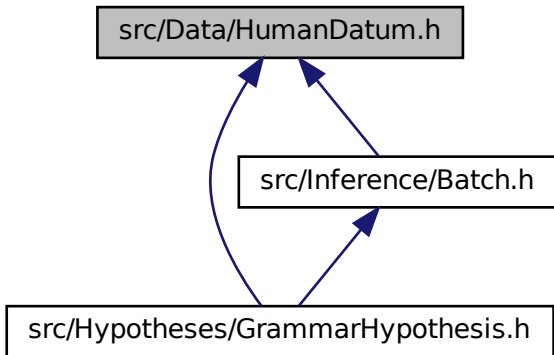 src/Data/HumanDatum.h
src/Inference/Batch.h
src/Hypotheses/GrammarHypothesis.h